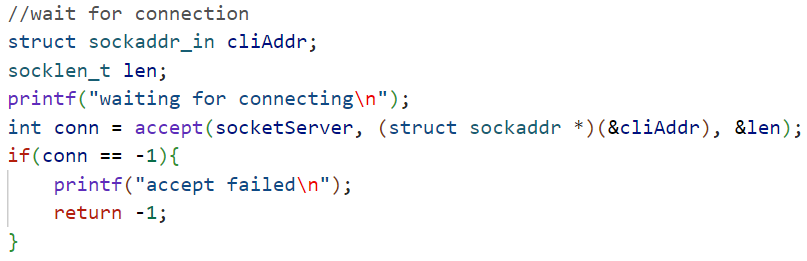 //wait for connection
struct sockaddr_in cliAddr;
socklen_t len;
printf("waiting for connecting\n");
int conn = accept(socketServer, (struct sockaddr *)(&cliAddr), &len);
if(conn == -1){
    printf("accept failed\n");
    return -1;
}